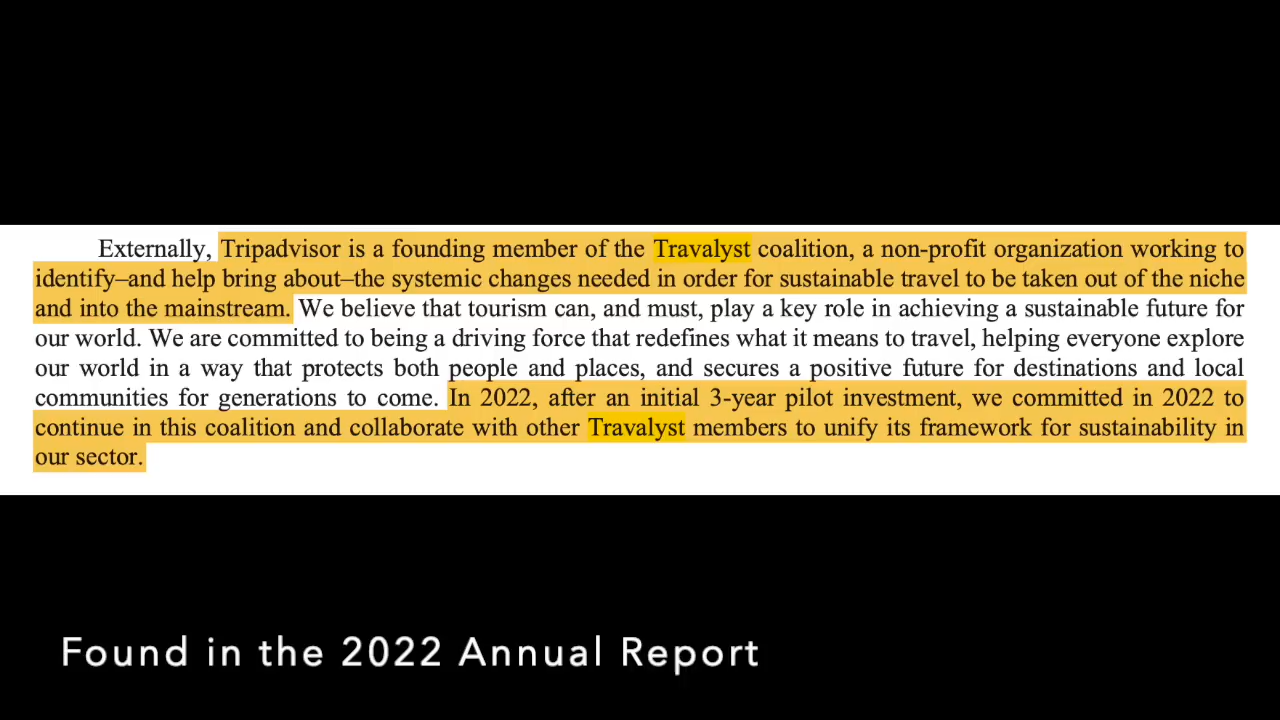 Externally, Tripadvisor is a founding member of the Travalyst coalition, a non-profit organization working to
identify–and help bring about–the systemic changes needed in order for sustainable travel to be taken out of the niche
and into the mainstream. We believe that tourism can, and must, play a key role in achieving a sustainable future for
our world. We are committed to being a driving force that redefines what it means to travel, helping everyone explore
our world in a way that protects both people and places, and secures a positive future for destinations and local
communities for generations to come. In 2022, after an initial 3-year pilot investment, we committed in 2022 to
continue in this coalition and collaborate with other Travalyst members to unify its framework for sustainability in
our sector.
Found in the 2022 Annual Report